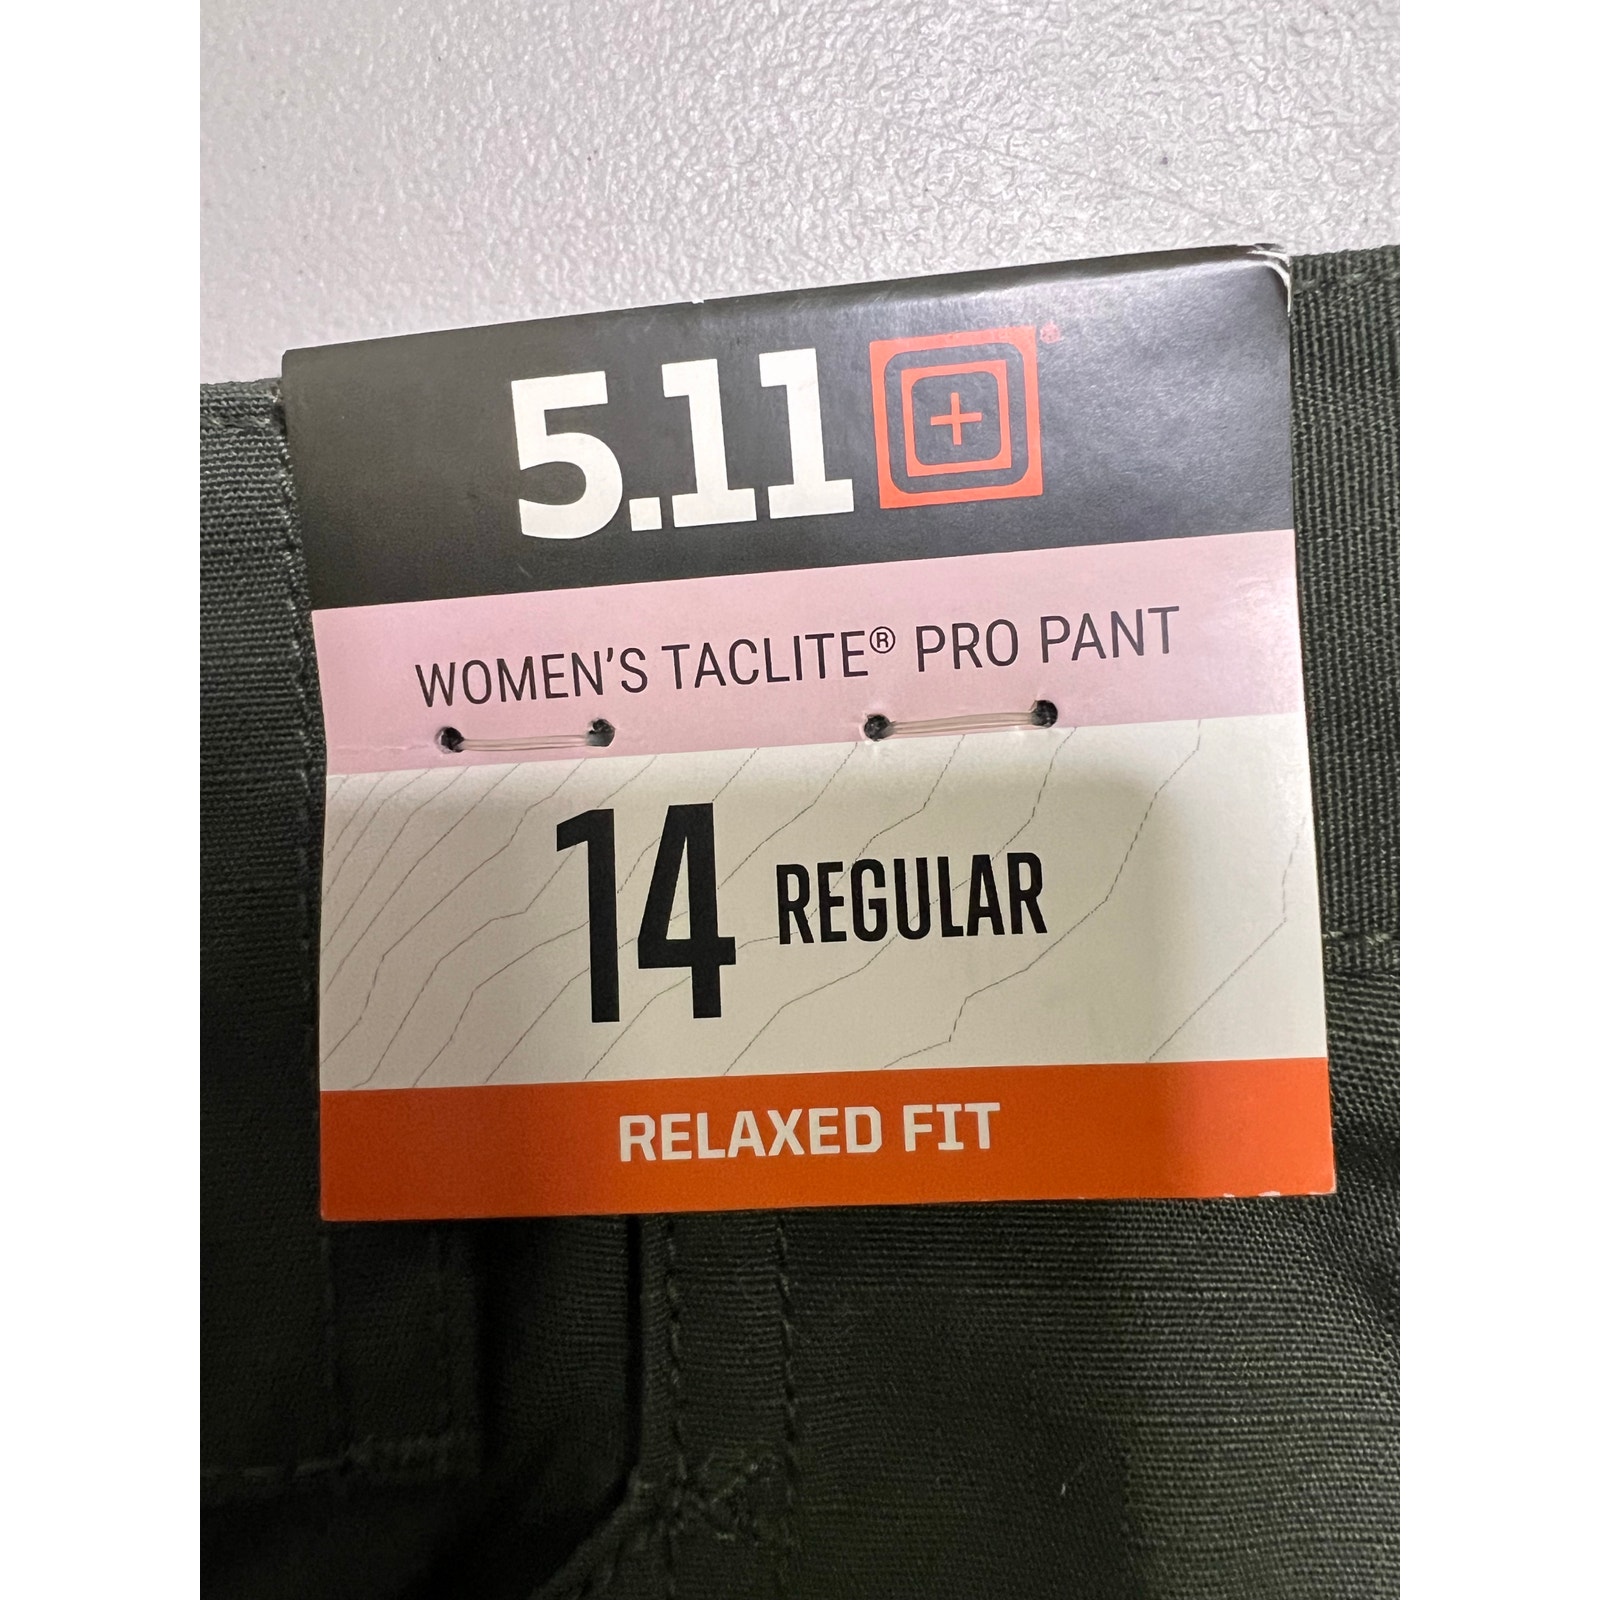 5.11®
WOMEN'S TACLITE® PRO PANT
14 REGULAR
RELAXED FIT